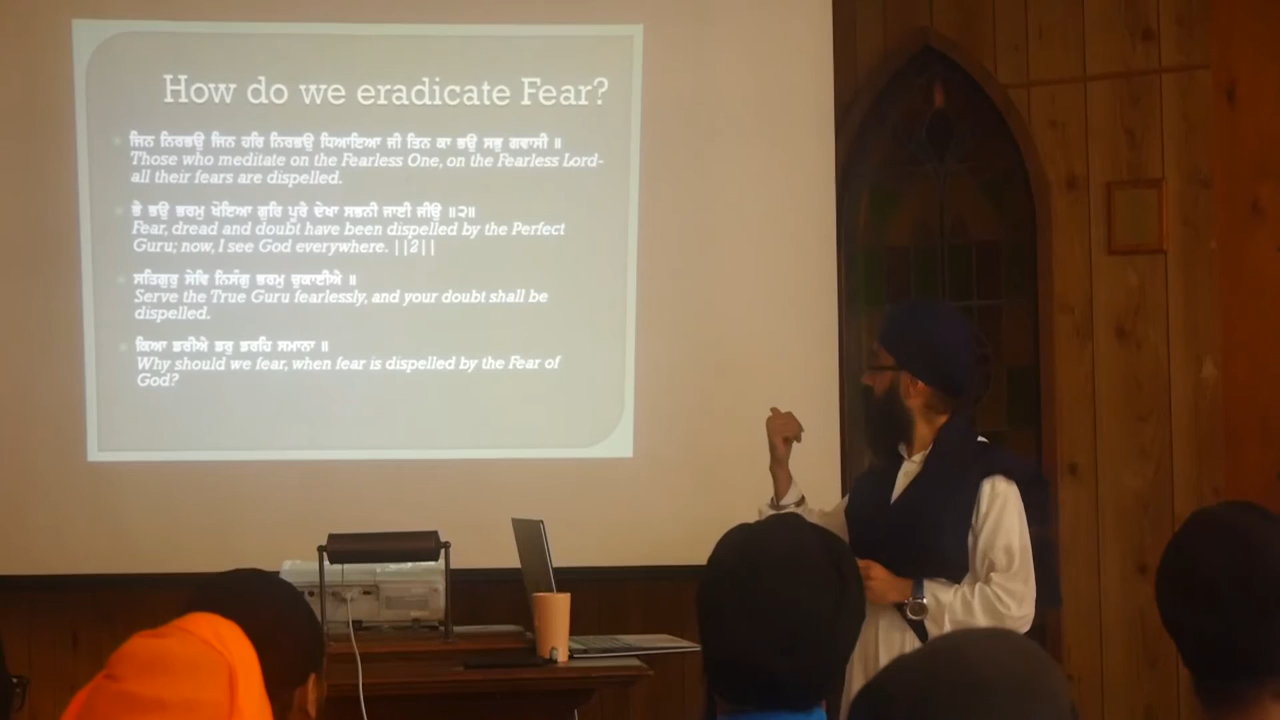 How do we eradicate Fear?
ਜਿਨ ਨਿਰਭਉ ਜਿਨ ਹਰਿ ਨਿਰਭਉ ਧਿਆਇਆ ਜੀ ਤਿਨ ਕਾ ਭਉ ਸਭੁ ਗਵਾਸੀ ॥
Those who meditate on the Fearless One, on the Fearless Lord-
all their fears are dispelled.
ਭੈ ਭਉ ਭਰਮੁ ਖੋਇਆ ਗੁਰਿ ਪੂਰੈ ਦੇਖਾ ਸਭਨੀ ਜਾਈ ਜੀਉ ॥੨॥
Fear, dread and doubt have been dispelled by the Perfect
Guru; now, I see God everywhere. ||2||
ਸਤਿਗੁਰੁ ਸੇਵਿ ਨਿਸੰਗੁ ਭਰਮੁ ਚੁਕਾਈਐ ॥
Serve the True Guru fearlessly, and your doubt shall be
dispelled.
ਕਿਆ ਡਰੀਐ ਡਰੁ ਡਰਹਿ ਸਮਾਨਾ ॥
Why should we fear, when fear is dispelled by the Fear of
God?